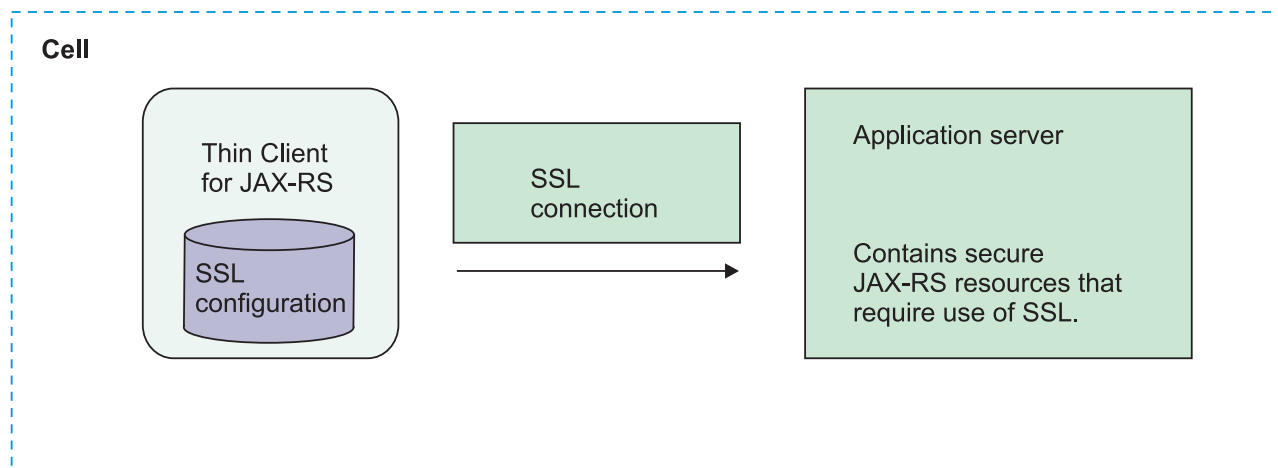 Cell
Thin Client
for JAX-RS
SSL
configuration
SSL
connection
Application server
Contains secure
JAX-RS resources that
require use of SSL.